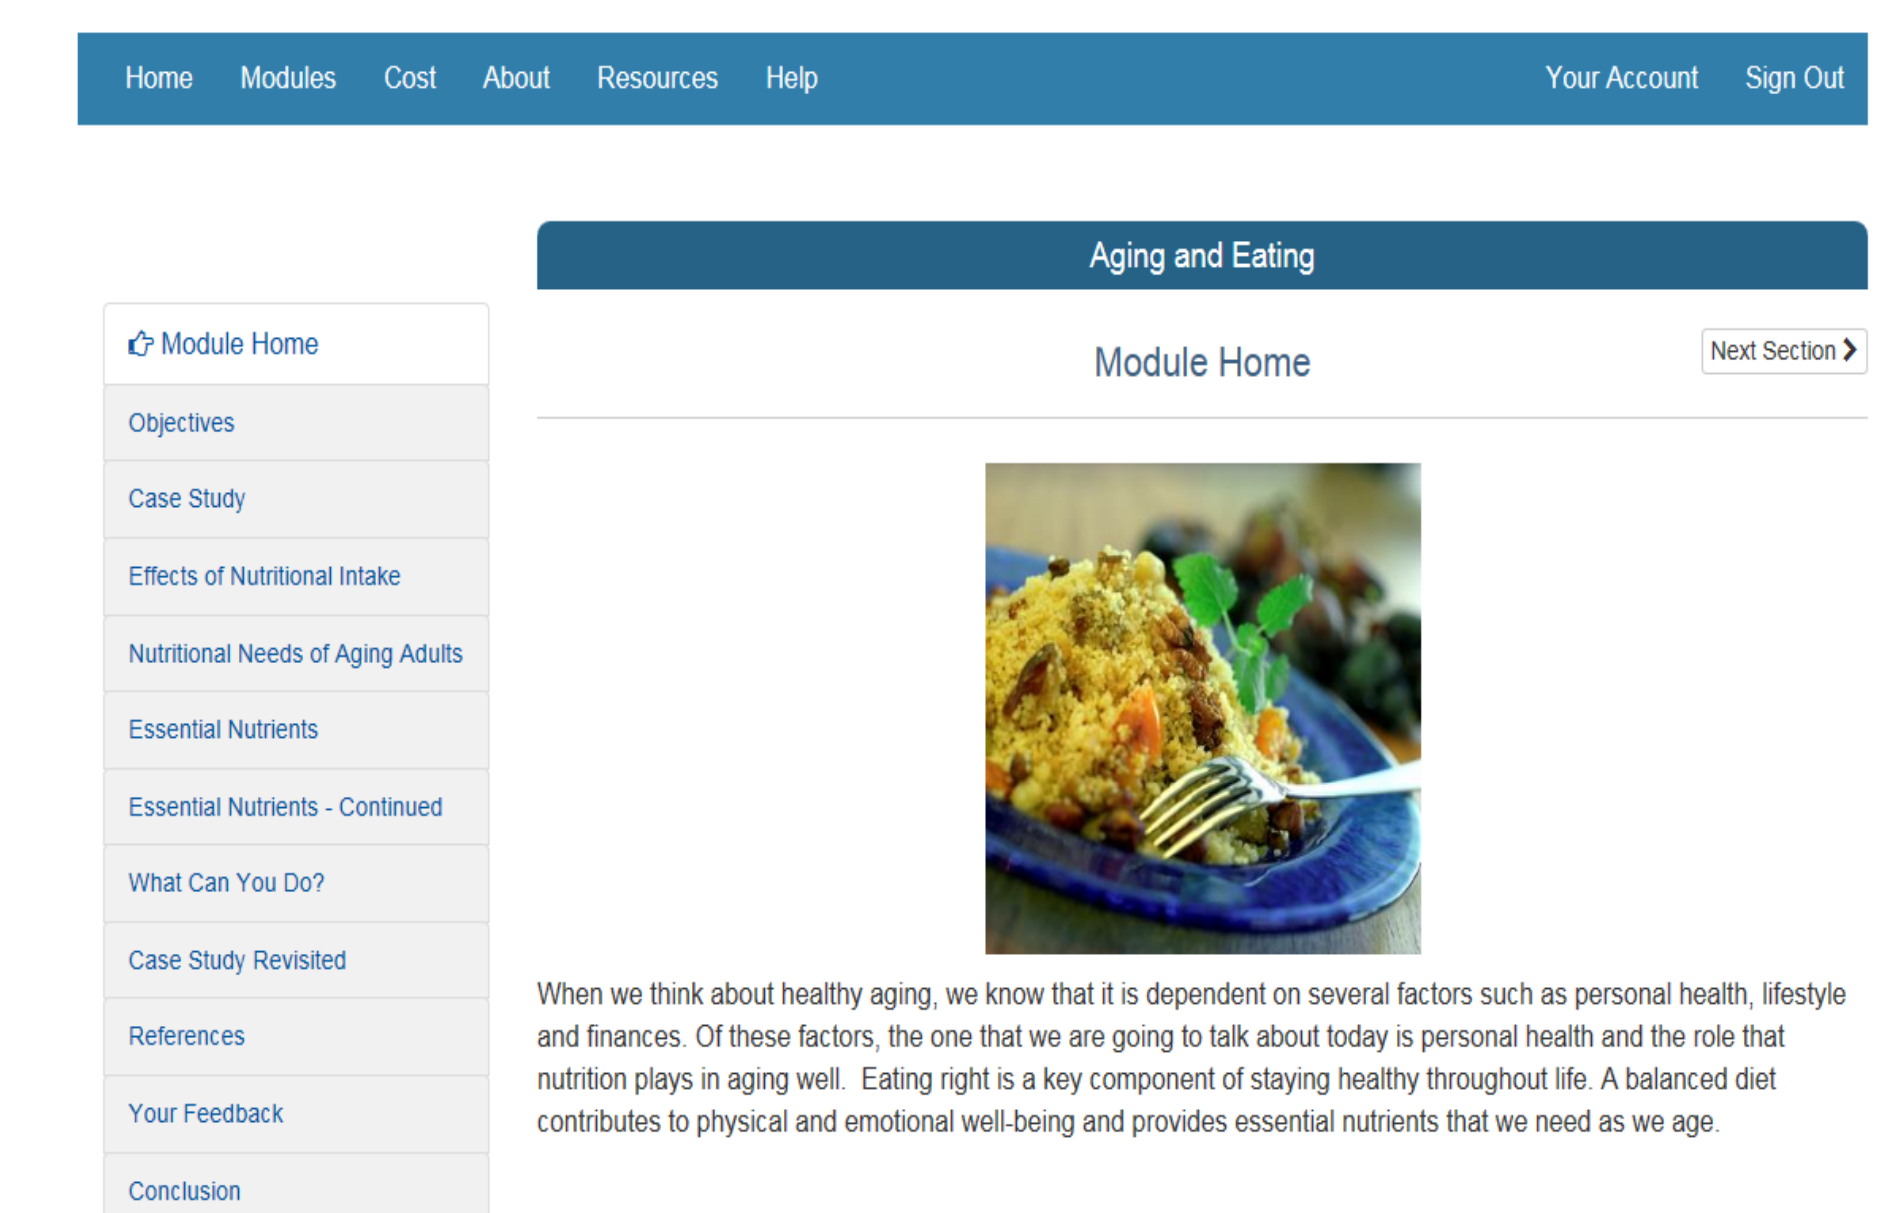 Home Modules Cost About Resources Help Your Account Sign Out
Aging and Eating
Module Home
Objectives
Case Study
Effects of Nutritional Intake
Nutritional Needs of Aging Adults
Essential Nutrients
Essential Nutrients - Continued
What Can You Do?
Case Study Revisited
References
Your Feedback
Conclusion
Module Home
Next Section
When we think about healthy aging, we know that it is dependent on several factors such as personal health, lifestyle
and finances. Of these factors, the one that we are going to talk about today is personal health and the role that
nutrition plays in aging well.  Eating right is a key component of staying healthy throughout life. A balanced diet
contributes to physical and emotional well-being and provides essential nutrients that we need as we age.